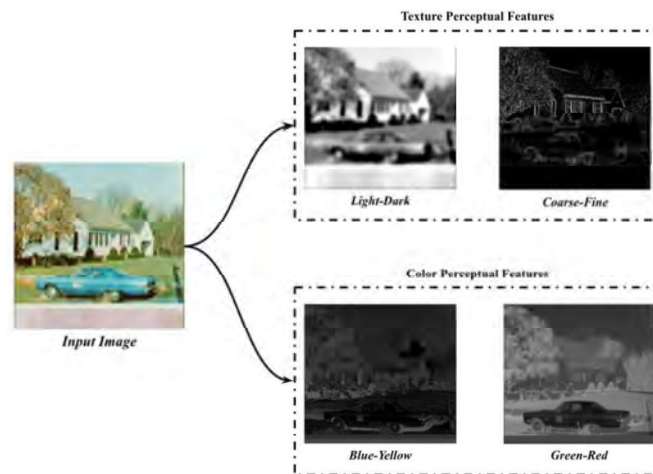 Texture Perceptual Features
Light-Dark
Coarse-Fine
Input Image
Color Perceptual Features
Blue-Yellow
Green-Red